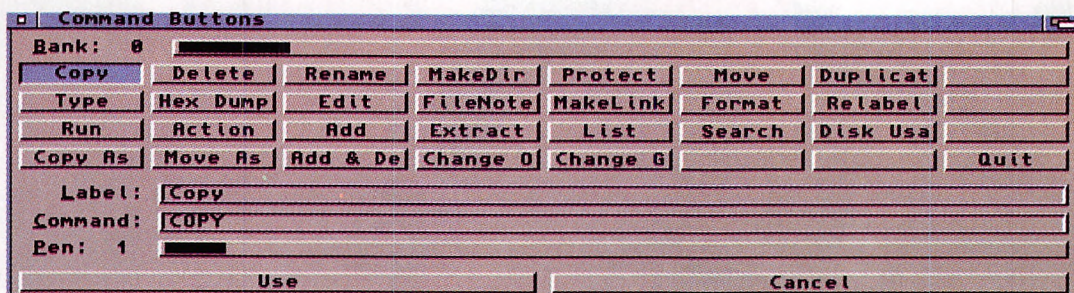 Command Buttons
Bank: 0
Copy Delete Rename MakeDir Protect Move Duplicat
Type Hex Dump Edit FileNote MakeLink Format Relabel
Run Action Add Extract List Search Disk Usa
Copy As Move As Add & De Change O Change G Quit
Label: Copy
Command: COPY
Pen: 1
Use Cancel